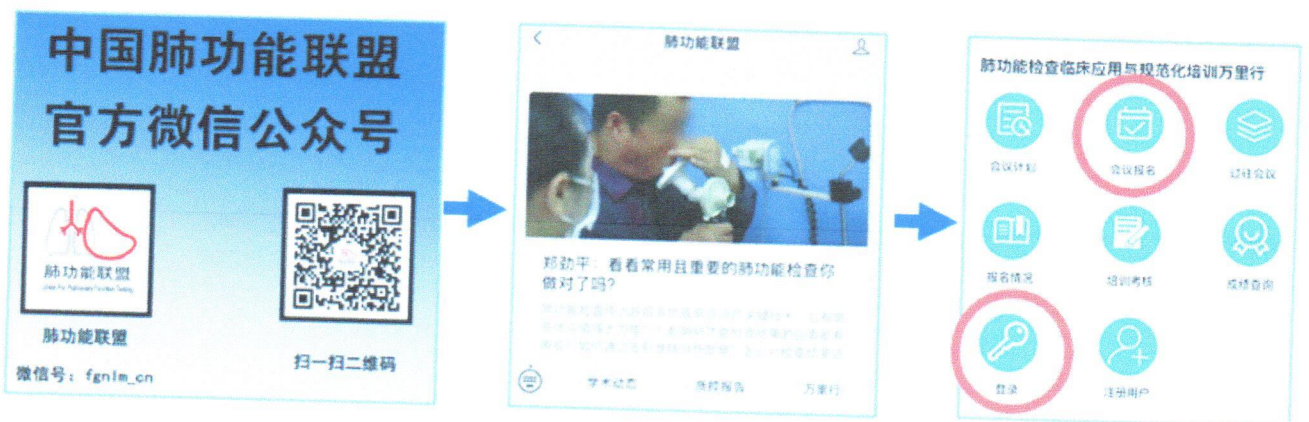 中国肺功能联盟
官方微信公众号
肺功能联盟
肺功能联盟
扫一扫二维码
微信号：fgnlm_cn
肺功能联盟
郑劲平：看看常用且重要的肺功能检查你
做对了吗？
学术动态
质控报告
万里行
肺功能检查临床应用与规范化培训万里行
会议计划
会议报名
过往会议
报名情况
培训考核
成绩查询
登录
注册用户